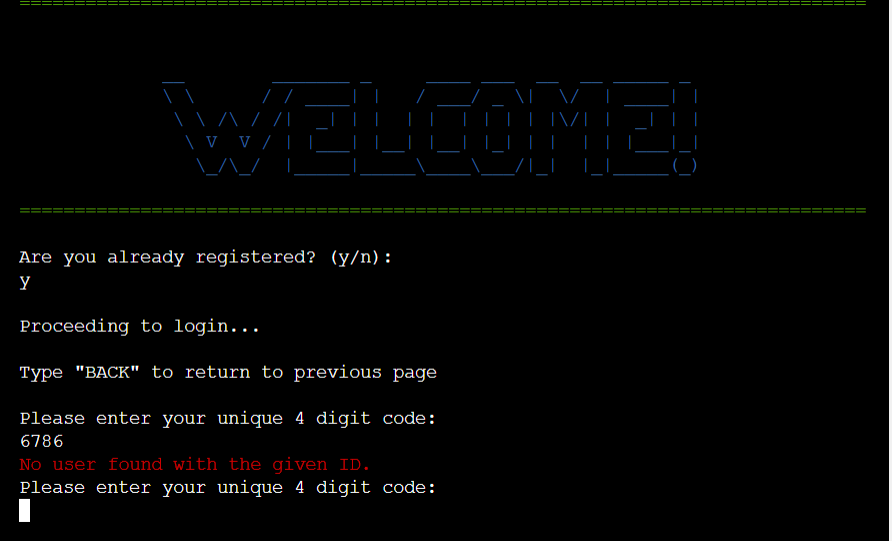 WELCOME!
Are you already registered? (y/n):
y
Proceeding to login...
Type "BACK" to return to previous page
Please enter your unique 4 digit code:
6786
No user found with the given ID.
Please enter your unique 4 digit code: